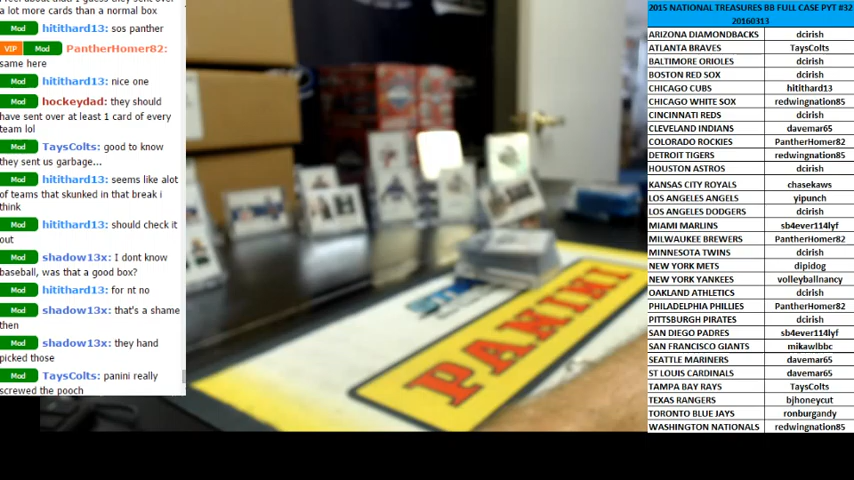 a lot more cards than a normal box
Mod hitithard13: sos panther
VIP Mod PantherHomer82:
same here
Mod hitithard13: nice one
Mod hockeydad: they should
have sent over at least 1 card of every
team lol
Mod TaysColts: good to know
they sent us garbage...
Mod hitithard13: seems like alot
of teams that skunked in that break i
think
Mod hitithard13: should check it
out
Mod shadow13x: I dont know
baseball, was that a good box?
Mod hitithard13: for nt no
Mod shadow13x: that's a shame
then
Mod shadow13x: they hand
picked those
Mod TaysColts: panini really
screwed the pooch
PANINI
2015 NATIONAL TREASURES BB FULL CASE PYT #32
20160313
ARIZONA DIAMONDBACKS dcirish
ATLANTA BRAVES TaysColts
BALTIMORE ORIOLES dcirish
BOSTON RED SOX dcirish
CHICAGO CUBS hitithard13
CHICAGO WHITE SOX redwingnation85
CINCINNATI REDS dcirish
CLEVELAND INDIANS davemar65
COLORADO ROCKIES PantherHomer82
DETROIT TIGERS redwingnation85
HOUSTON ASTROS dcirish
KANSAS CITY ROYALS chasekaws
LOS ANGELES ANGELS yipunch
LOS ANGELES DODGERS dcirish
MIAMI MARLINS sb4ever114lyf
MILWAUKEE BREWERS PantherHomer82
MINNESOTA TWINS dcirish
NEW YORK METS dipidog
NEW YORK YANKEES volleyballnancy
OAKLAND ATHLETICS dcirish
PHILADELPHIA PHILLIES PantherHomer82
PITTSBURGH PIRATES dcirish
SAN DIEGO PADRES sb4ever114lyf
SAN FRANCISCO GIANTS mikawlbbc
SEATTLE MARINERS davemar65
ST LOUIS CARDINALS davemar65
TAMPA BAY RAYS TaysColts
TEXAS RANGERS bjhoneycut
TORONTO BLUE JAYS ronburgandy
WASHINGTON NATIONALS redwingnation85